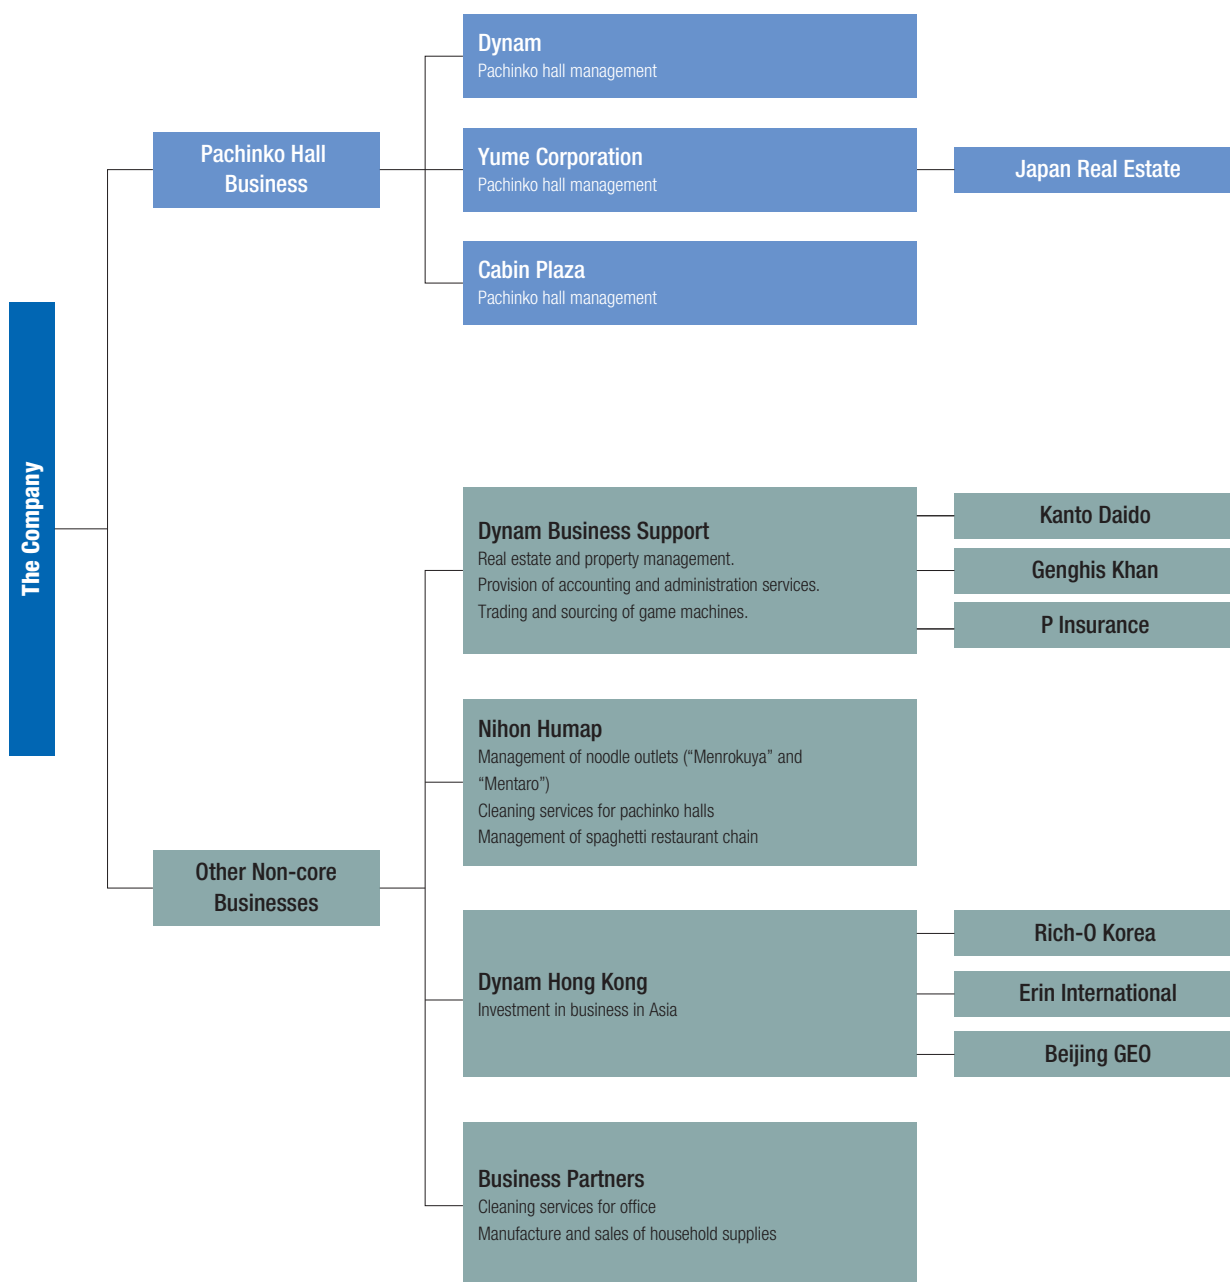 The Company
Pachinko Hall
Business
Dynam
Pachinko hall management
Yume Corporation
Pachinko hall management
Japan Real Estate
Cabin Plaza
Pachinko hall management
Other Non-core
Businesses
Dynam Business Support
Real estate and property management.
Provision of accounting and administration services.
Trading and sourcing of game machines.
Kanto Daido
Genghis Khan
P Insurance
Nihon Humap
Management of noodle outlets (“Menrokuya” and
“Mentaro”)
Cleaning services for pachinko halls
Management of spaghetti restaurant chain
Dynam Hong Kong
Investment in business in Asia
Rich-O Korea
Erin International
Beijing GEO
Business Partners
Cleaning services for office
Manufacture and sales of household supplies